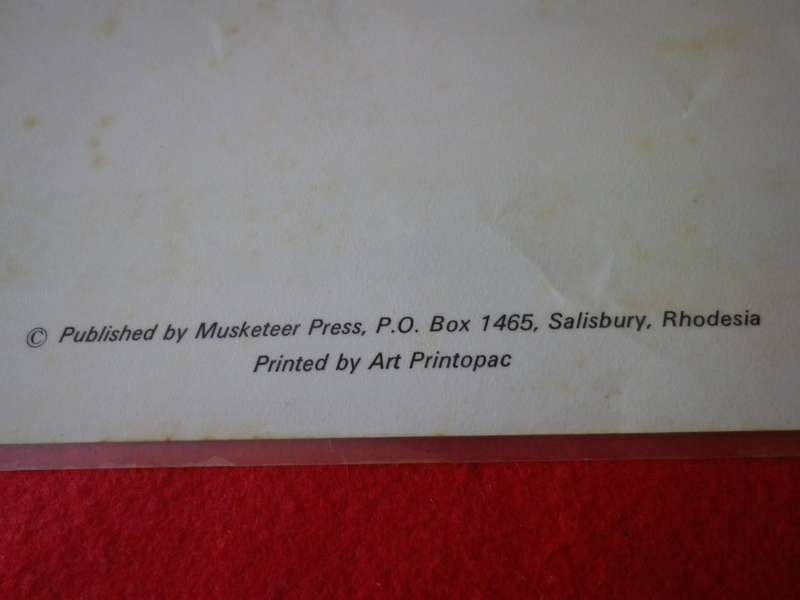 © Published by Musketeer Press, P.O. Box 1465, Salisbury, Rhodesia
Printed by Art Printopac